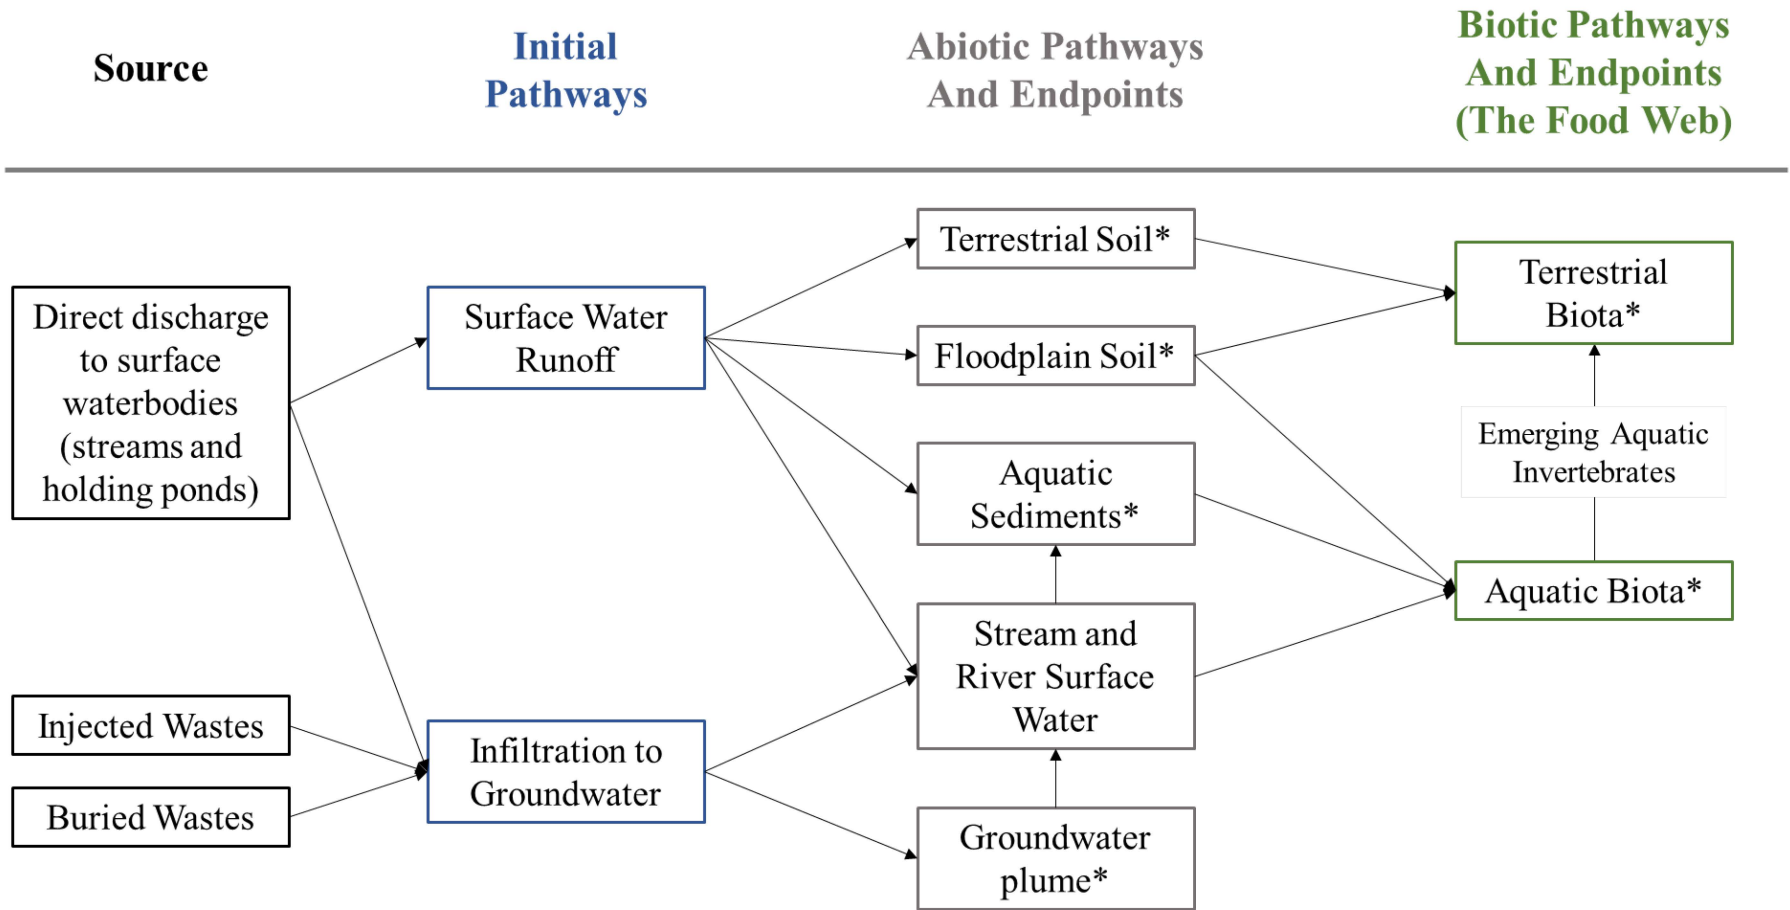 Source
Initial
Pathways
Abiotic Pathways
And Endpoints
Biotic Pathways
And Endpoints
(The Food Web)
Direct discharge
to surface
waterbodies
(streams and
holding ponds)
Injected Wastes
Buried Wastes
Surface Water
Runoff
Infiltration to
Groundwater
Terrestrial Soil*
Floodplain Soil*
Aquatic
Sediments*
Stream and
River Surface
Water
Groundwater
plume*
Terrestrial
Biota*
Emerging Aquatic
Invertebrates
Aquatic Biota*